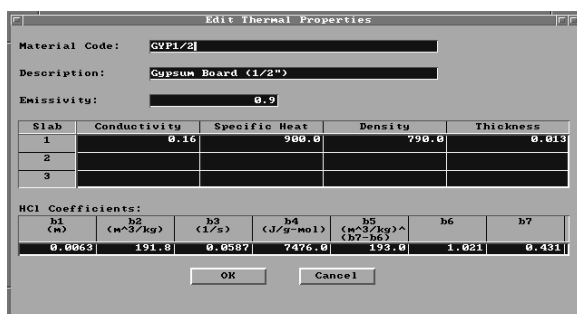 Edit Thermal Properties
Material Code: GYP1/2
Description: Gypsum Board (1/2")
Emissivity: 0.9
Slab Conductivity Specific Heat Density Thickness
1 0.16 900.0 790.0 0.013
2
3
HCl Coefficients:
b1 b2 b3 b4 b5 b6 b7
(m) (m^3/kg) (1/s) (J/g-mol) (m^3/kg)^
(b7-b6)
0.0063 191.8 0.0587 7476.0 193.0 1.021 0.431
OK Cancel